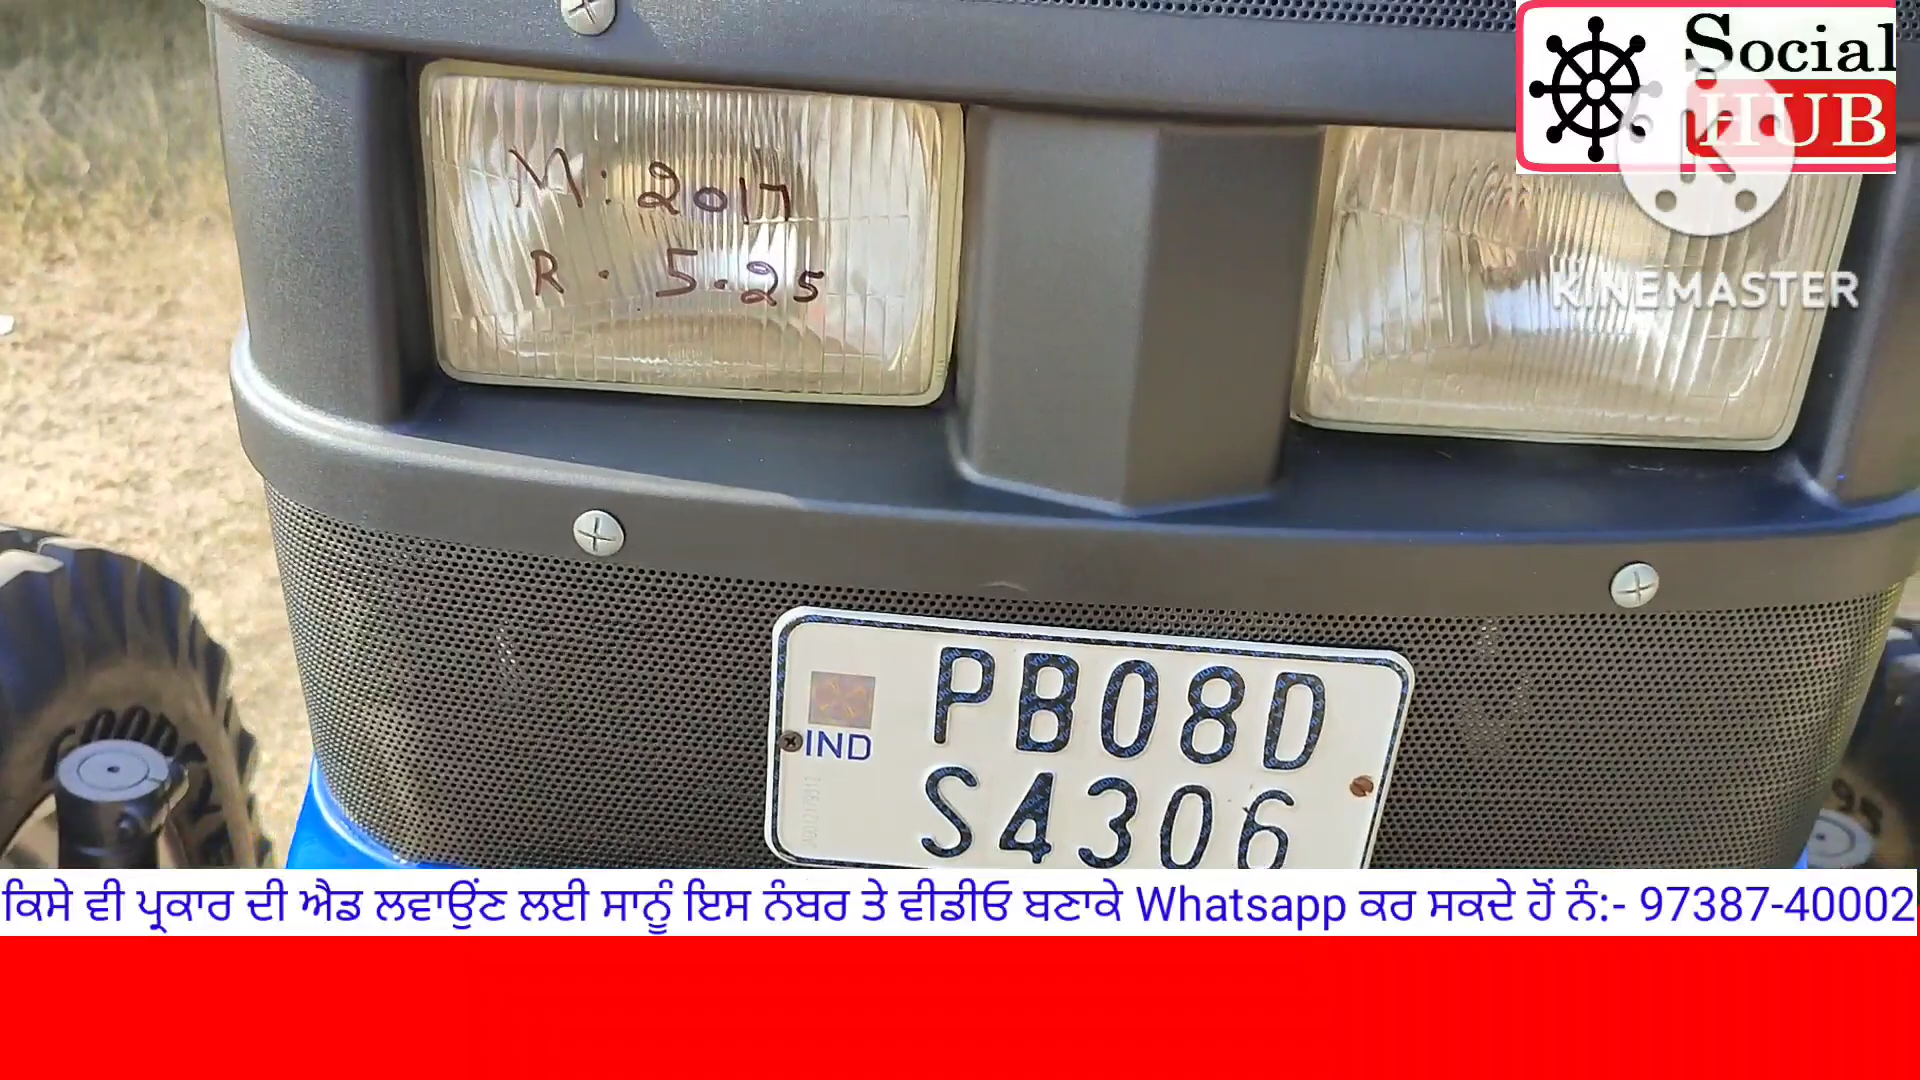 Social
HUB
KINEMASTER
M: 2017
R. 5.25
IND
PB08D
S4306
ਕਿਸੇ ਵੀ ਪ੍ਰਕਾਰ ਦੀ ਐਡ ਲਵਾਉਂਣ ਲਈ ਸਾਨੂੰ ਇਸ ਨੰਬਰ ਤੇ ਵੀਡੀਓ ਬਣਾਕੇ Whatsapp ਕਰ ਸਕਦੇ ਹੋਂ ਨੰ:- 97387-40002